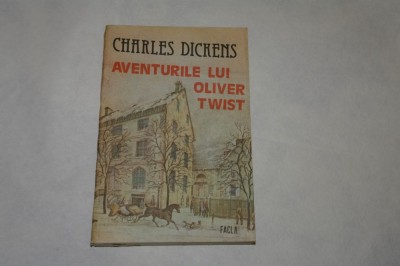 CHARLES DICKENS
AVENTURILE LUI
OLIVER
TWIST
FACLA